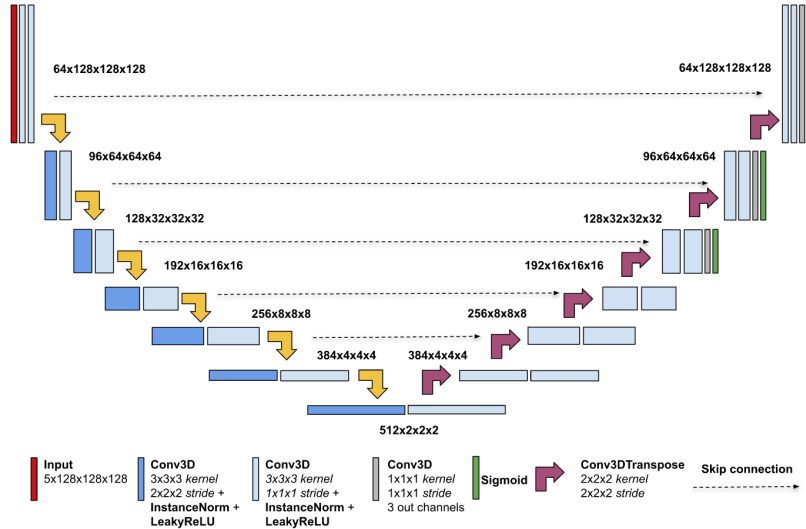 64x128x128x128
64x128x128x128
96x64x64x64
96x64x64x64
128x32x32x32
128x32x32x32
192x16x16x16
192x16x16x16
256x8x8x8
256x8x8x8
384x4x4x4
384x4x4x4
512x2x2x2
Input
5x128x128x128
Conv3D
3x3x3 kernel
2x2x2 stride +
InstanceNorm +
LeakyReLU
Conv3D
3x3x3 kernel
1x1x1 stride +
InstanceNorm +
LeakyReLU
Conv3D
1x1x1 kernel
1x1x1 stride
3 out channels
Sigmoid
Conv3DTranspose
2x2x2 kernel
2x2x2 stride
Skip connection